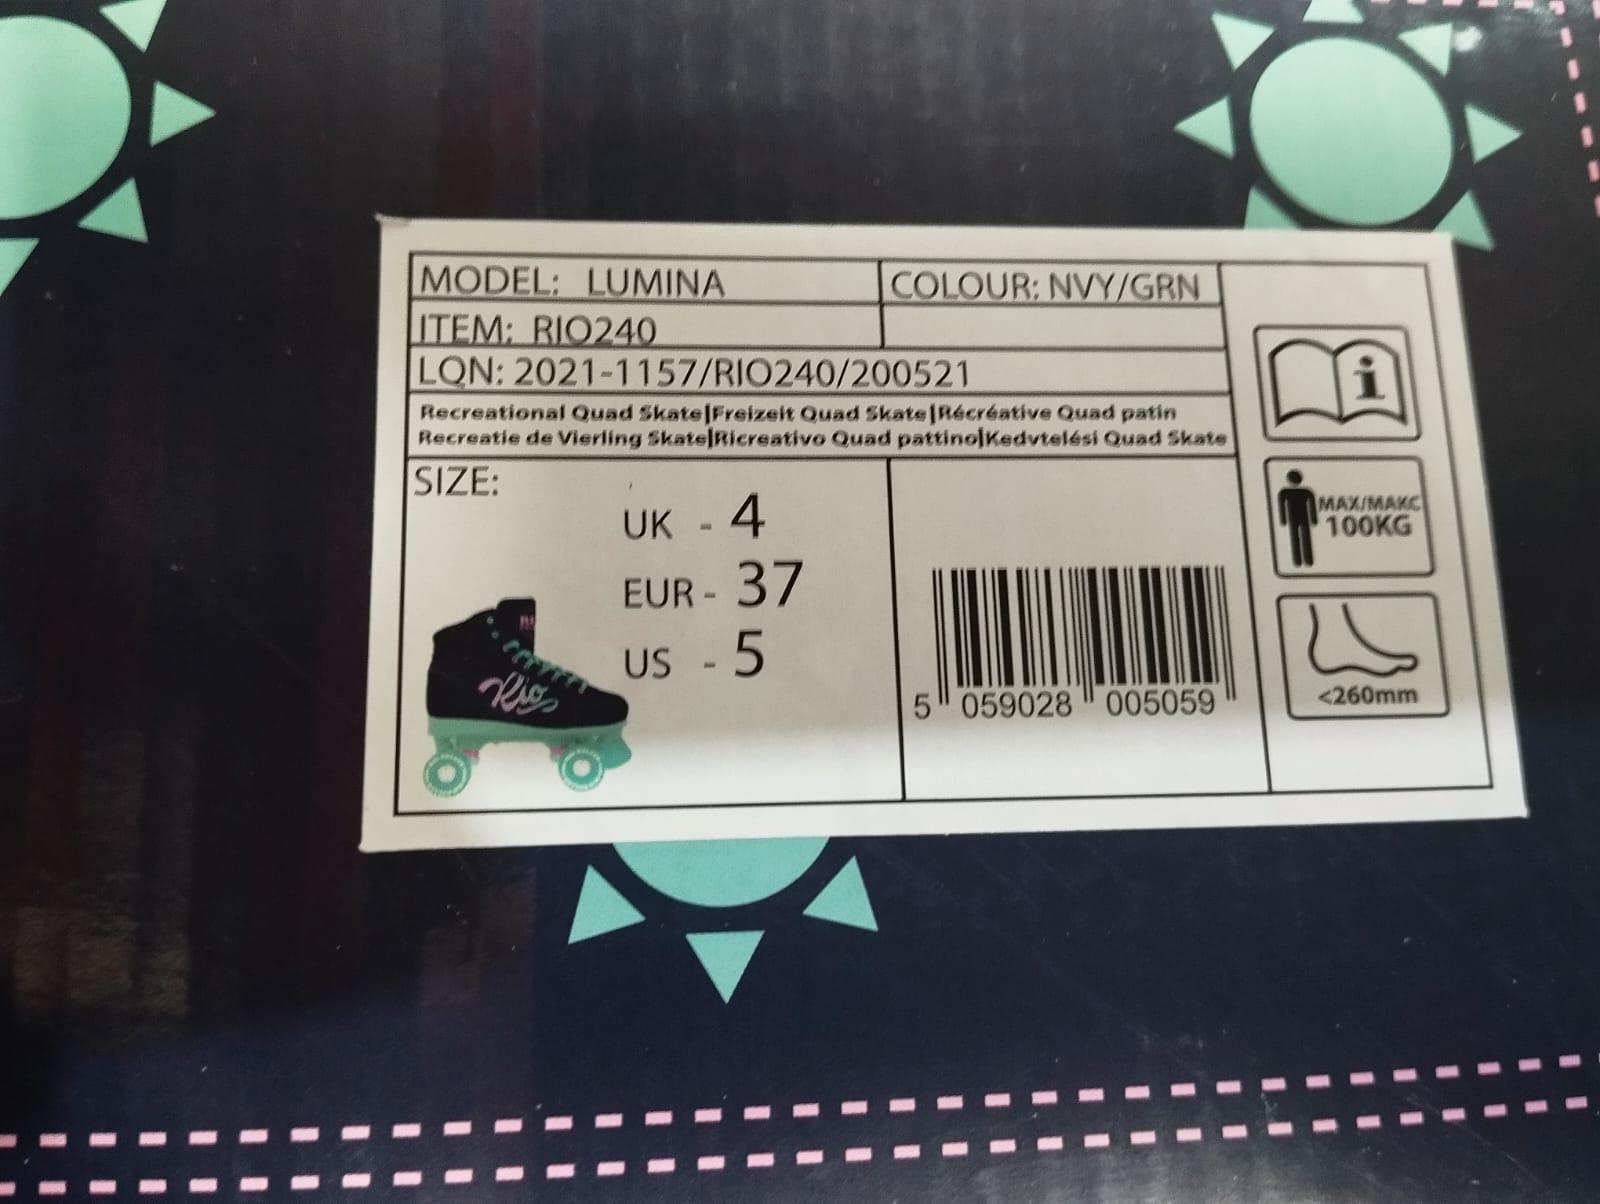 MODEL: LUMINA
COLOUR: NVY/GRN
ITEM: RIO240
LQN: 2021-1157/RIO240/200521
Recreational Quad Skate|Freizeit Quad Skate|Récréative Quad patin
Recreatie de Vierling Skate|Ricreativo Quad pattino|Kedvtelési Quad Skate
SIZE:
UK - 4
EUR - 37
US - 5
Rio
5 059028 005059
i
MAX/МАКС
100KG
<260mm